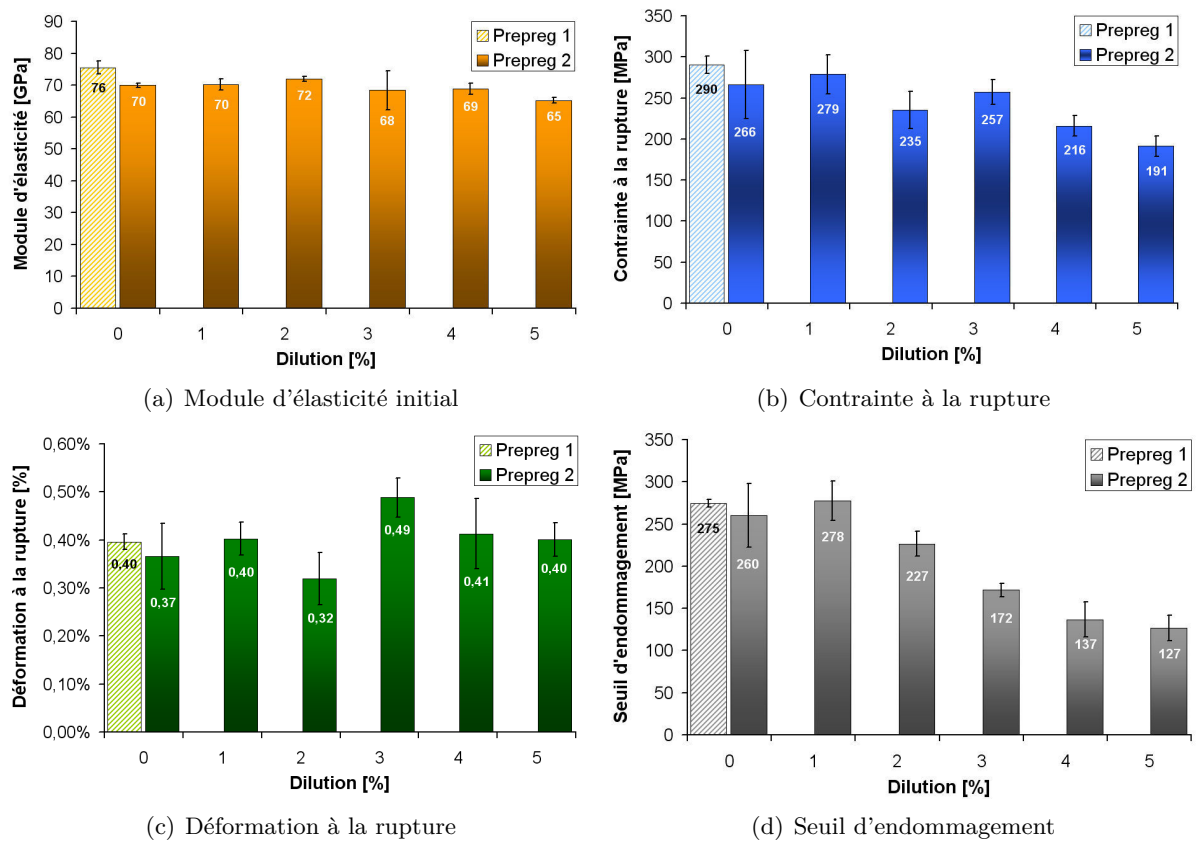 90
80
70
60
50
40
30
20
10
0
Module d'élasticité [GPa]
Prepreg 1
Prepreg 2
76
70
70
72
68
69
65
0 1 2 3 4 5
Dilution [%]
(a) Module d'élasticité initial
350
300
250
200
150
100
50
0
Contrainte à la rupture [MPa]
Prepreg 1
Prepreg 2
290
266
279
235
257
216
191
0 1 2 3 4 5
Dilution [%]
(b) Contrainte à la rupture
0,60%
0,50%
0,40%
0,30%
0,20%
0,10%
0,00%
Déformation à la rupture [%]
Prepreg 1
Prepreg 2
0,40
0,37
0,40
0,32
0,49
0,41
0,40
0 1 2 3 4 5
Dilution [%]
(c) Déformation à la rupture
350
300
250
200
150
100
50
0
Seuil d'endommagement [MPa]
Prepreg 1
Prepreg 2
275
260
278
227
172
137
127
0 1 2 3 4 5
Dilution [%]
(d) Seuil d'endommagement